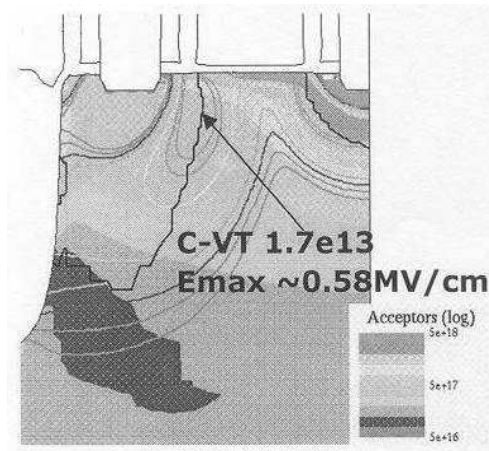 C-VT 1.7e13
Emax ~0.58MV/cm
Acceptors (log)
5e+18
5e+17
5e+16